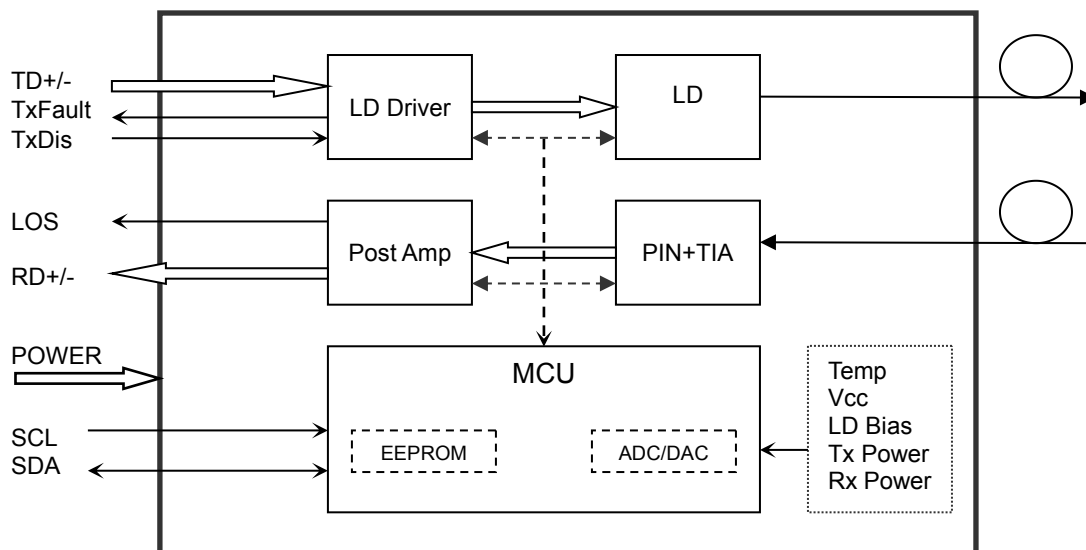 TD+/-
TxFault
TxDis
LD Driver
LD
LOS
RD+/-
Post Amp
PIN+TIA
POWER
SCL
SDA
MCU
EEPROM
ADC/DAC
Temp
Vcc
LD Bias
Tx Power
Rx Power